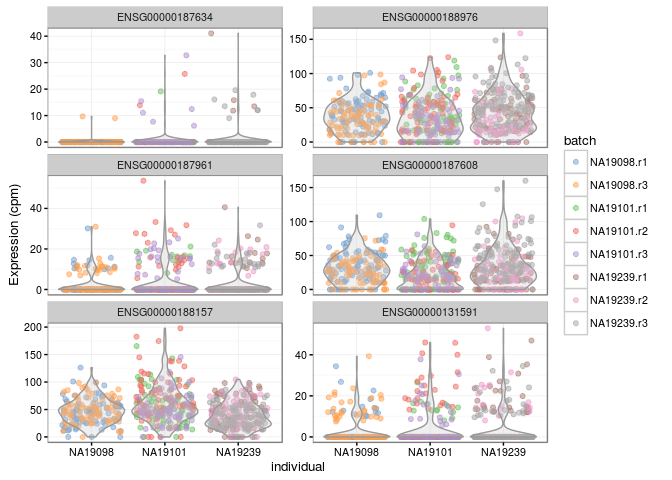 ENSG00000187634
ENSG00000188976
40
30
20
10
0
150
100
50
0
ENSG00000187961
ENSG00000187608
40
20
0
150
100
50
0
ENSG00000188157
ENSG00000131591
200
150
100
50
0
40
20
0
NA19098 NA19101 NA19239
NA19098 NA19101 NA19239
individual
Expression (cpm)
batch
NA19098.r1
NA19098.r3
NA19101.r1
NA19101.r2
NA19101.r3
NA19239.r1
NA19239.r2
NA19239.r3